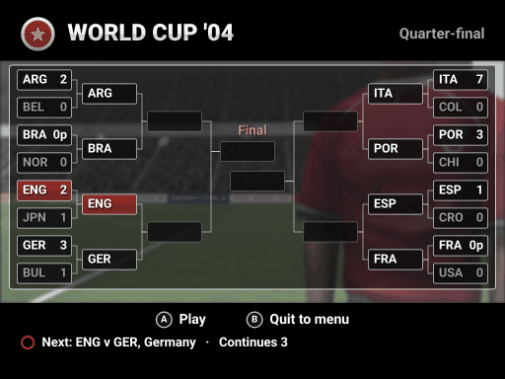 WORLD CUP '04
Quarter-final
ARG 2
BEL 0
ARG
BRA 0p
NOR 0
BRA
ENG 2
JPN 1
ENG
GER 3
BUL 1
GER
Final
ITA
ITA 7
COL 0
POR
POR 3
CHI 0
ESP
ESP 1
CRO 0
FRA
FRA 0p
USA 0
A Play
B Quit to menu
Next: ENG v GER, Germany · Continues 3